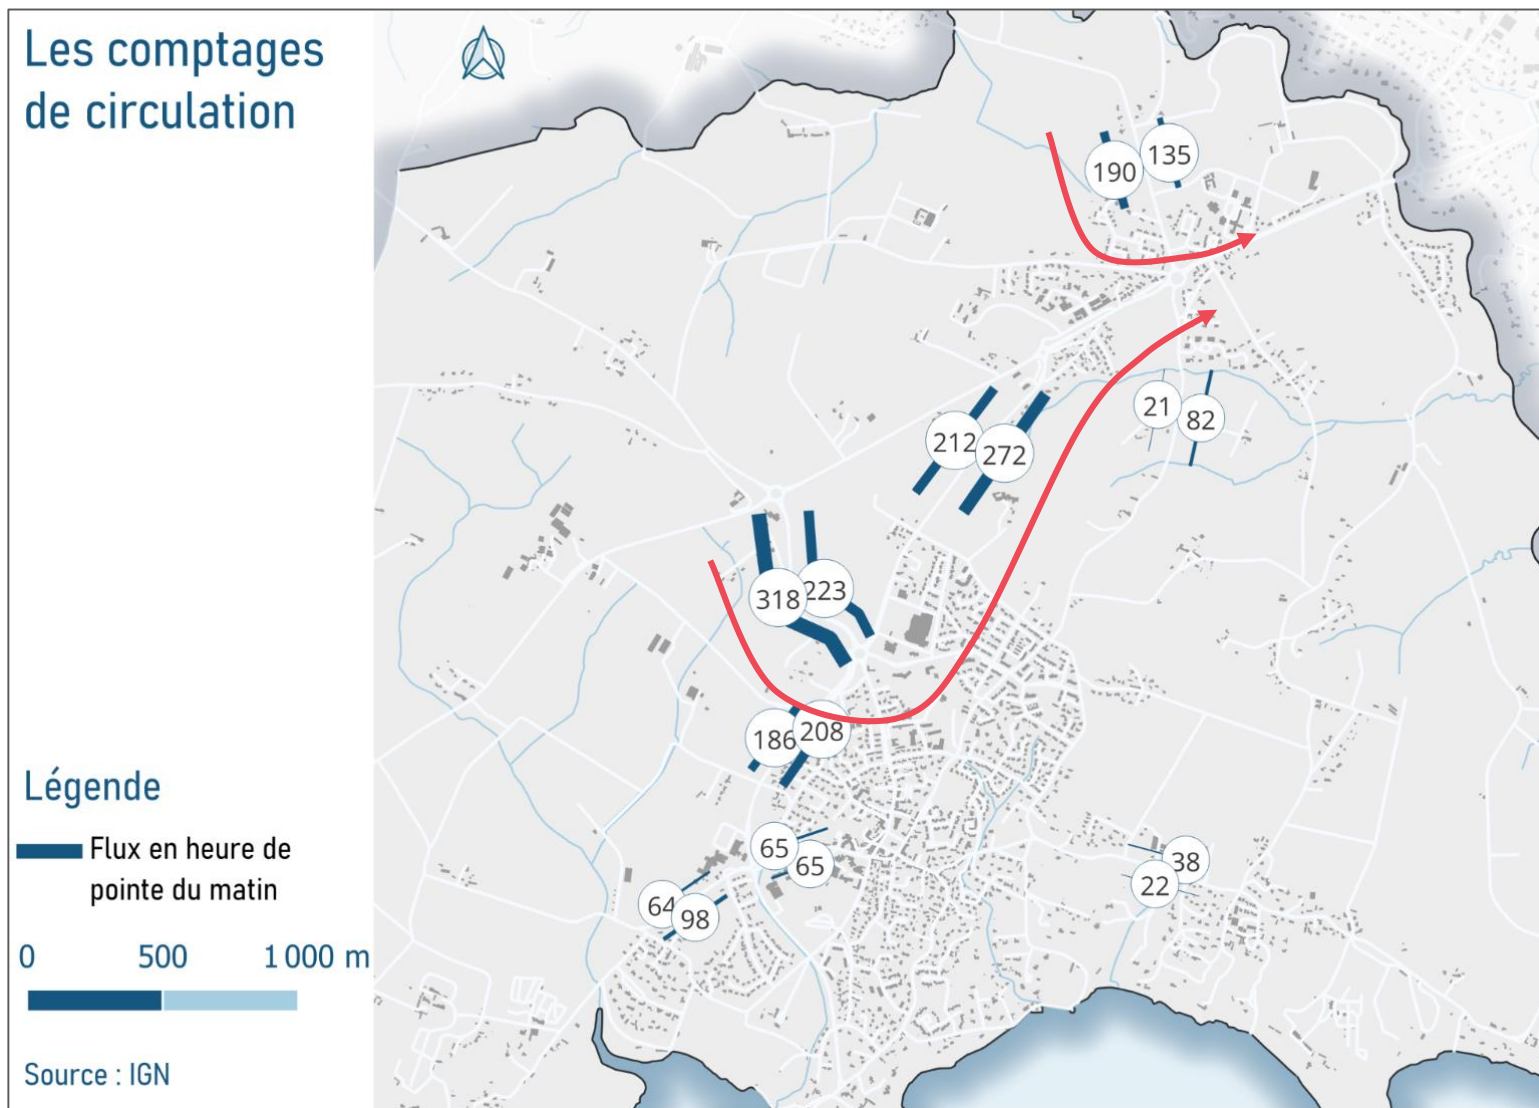 Les comptages
de circulation
190
135
21
82
212
272
318
223
186
208
65
65
38
22
64
98
Légende
Flux en heure de
pointe du matin
0 500 1 000 m
Source : IGN